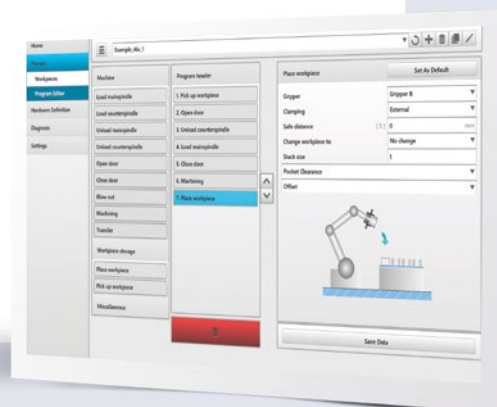 Home
Process
Workpieces
Program Editor
Hardware Definition
Diagnosis
Settings
Example_Mo_1
Machine
Load mainspindle
Load counterspindle
Unload mainspindle
Unload counterspindle
Open door
Close door
Blow out
Machining
Transfer
Workpiece storage
Place workpiece
Pick up workpiece
Miscellaneous
Program header
1. Pick up workpiece
2. Open door
3. Unload counterspindle
4. Load mainspindle
5. Close door
6. Machining
7. Place workpiece
Place workpiece
Set As Default
Gripper
Gripper B
Clamping
External
Safe distance
[ 1 ] 0 mm
Change workpiece to
No change
Stack size
1
Pocket Clearance
Offset
Save Data